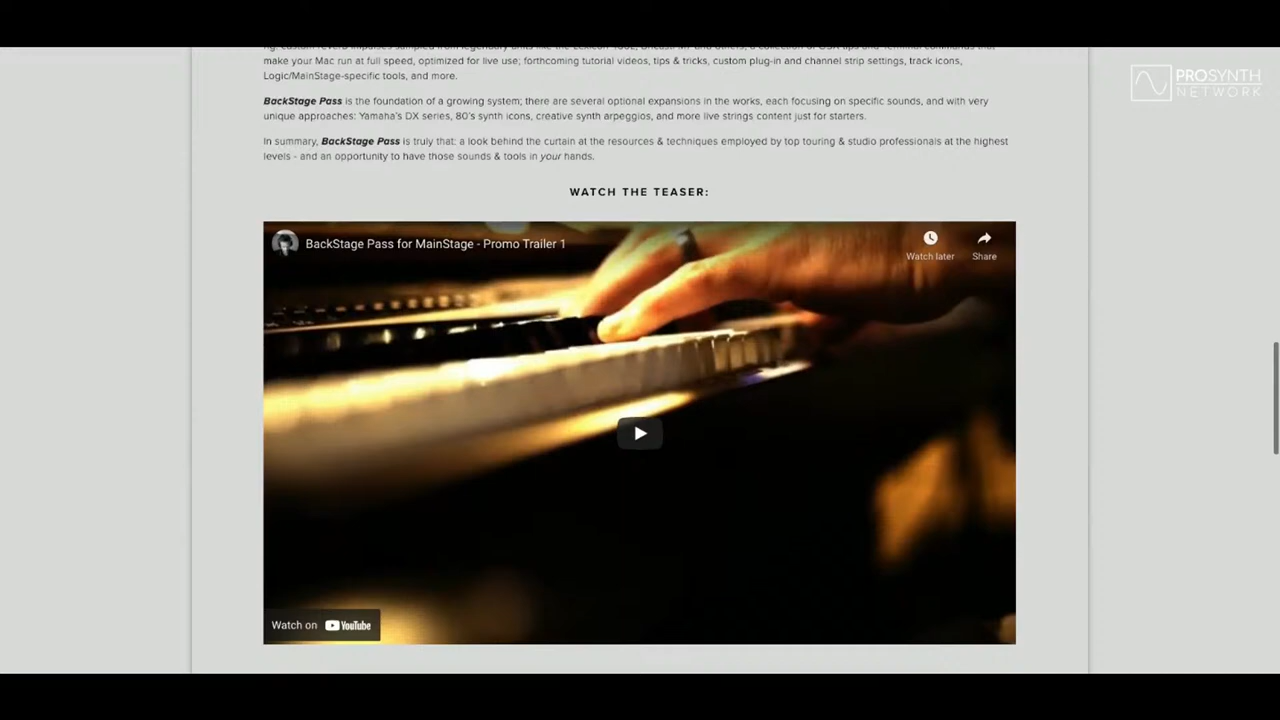 PROSYNTH
NETWORK
make your Mac run at full speed, optimized for live use; forthcoming tutorial videos, tips & tricks, custom plug-in and channel strip settings, track icons,
Logic/MainStage-specific tools, and more.
BackStage Pass is the foundation of a growing system; there are several optional expansions in the works, each focusing on specific sounds, and with very
unique approaches: Yamaha's DX series, 80's synth icons, creative synth arpeggios, and more live strings content just for starters.
In summary, BackStage Pass is truly that: a look behind the curtain at the resources & techniques employed by top touring & studio professionals at the highest
levels - and an opportunity to have those sounds & tools in your hands.
WATCH THE TEASER:
BackStage Pass for MainStage - Promo Trailer 1
Watch later
Share
Watch on YouTube